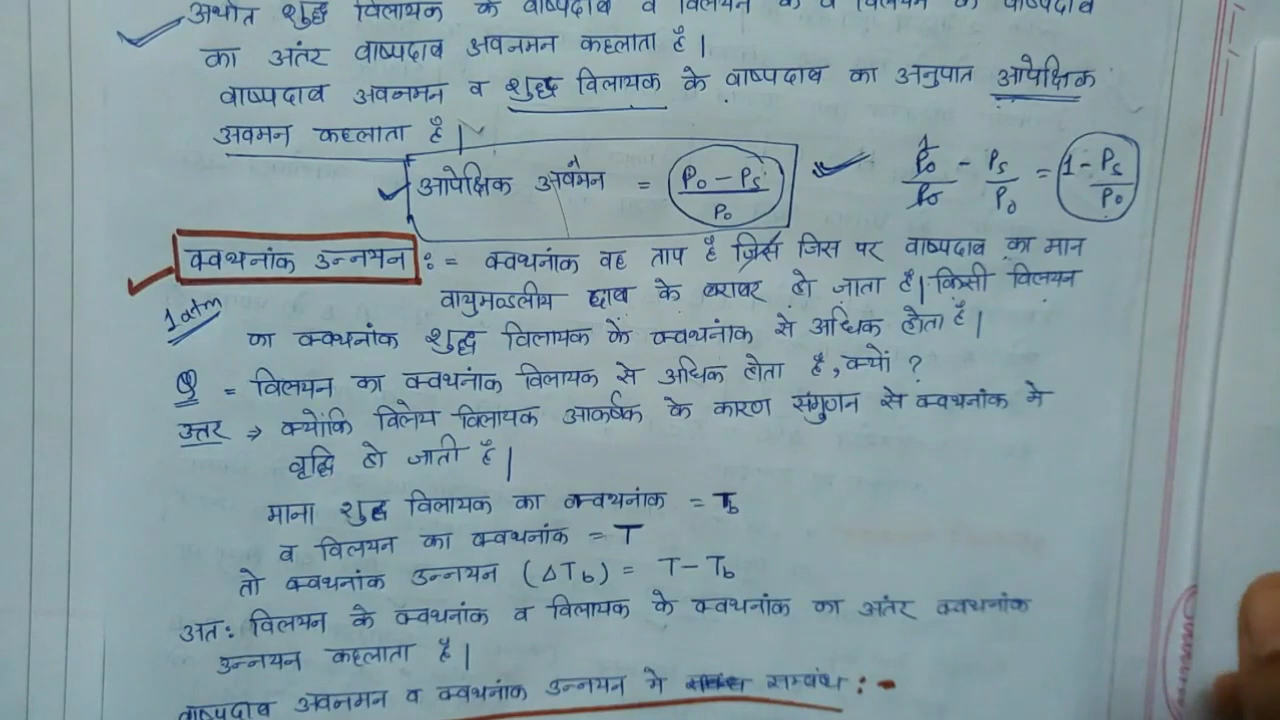 अर्थात शुद्ध विलायक के वाष्पदाब व विलयन के वाष्पदाब
का अंतर वाष्पदाब अवनमन कहलाता है।
वाष्पदाब अवनमन व शुद्ध विलायक के वाष्पदाब का अनुपात आपेक्षिक
अवमन कहलाता है।
आपेक्षिक अवमन = P₀ - Pₛ / P₀
P₀/P₀ - Pₛ/P₀ = 1 - Pₛ/P₀
क्वथनांक उन्नयन : = क्वथनांक वह ताप है जिस पर वाष्पदाब का मान
1 atm वायुमण्डलीय दाब के बराबर हो जाता है। किसी विलयन
का क्वथनांक शुद्ध विलायक के क्वथनांक से अधिक होता है।
Q = विलयन का क्वथनांक विलायक से अधिक होता है, क्यों ?
उत्तर ⇒ क्योंकि विलेय विलायक आकर्षक के कारण संगुणन से क्वथनांक मे
वृद्धि हो जाती है।
माना शुद्ध विलायक का क्वथनांक = Tb
व विलयन का क्वथनांक = T
तो क्वथनांक उन्नयन (ΔTb) = T - Tb
अतः विलयन के क्वथनांक व विलायक के क्वथनांक का अंतर क्वथनांक
उन्नयन कहलाता है।
वाष्पदाब अवनमन व क्वथनांक उन्नयन मे सम्बंध :-